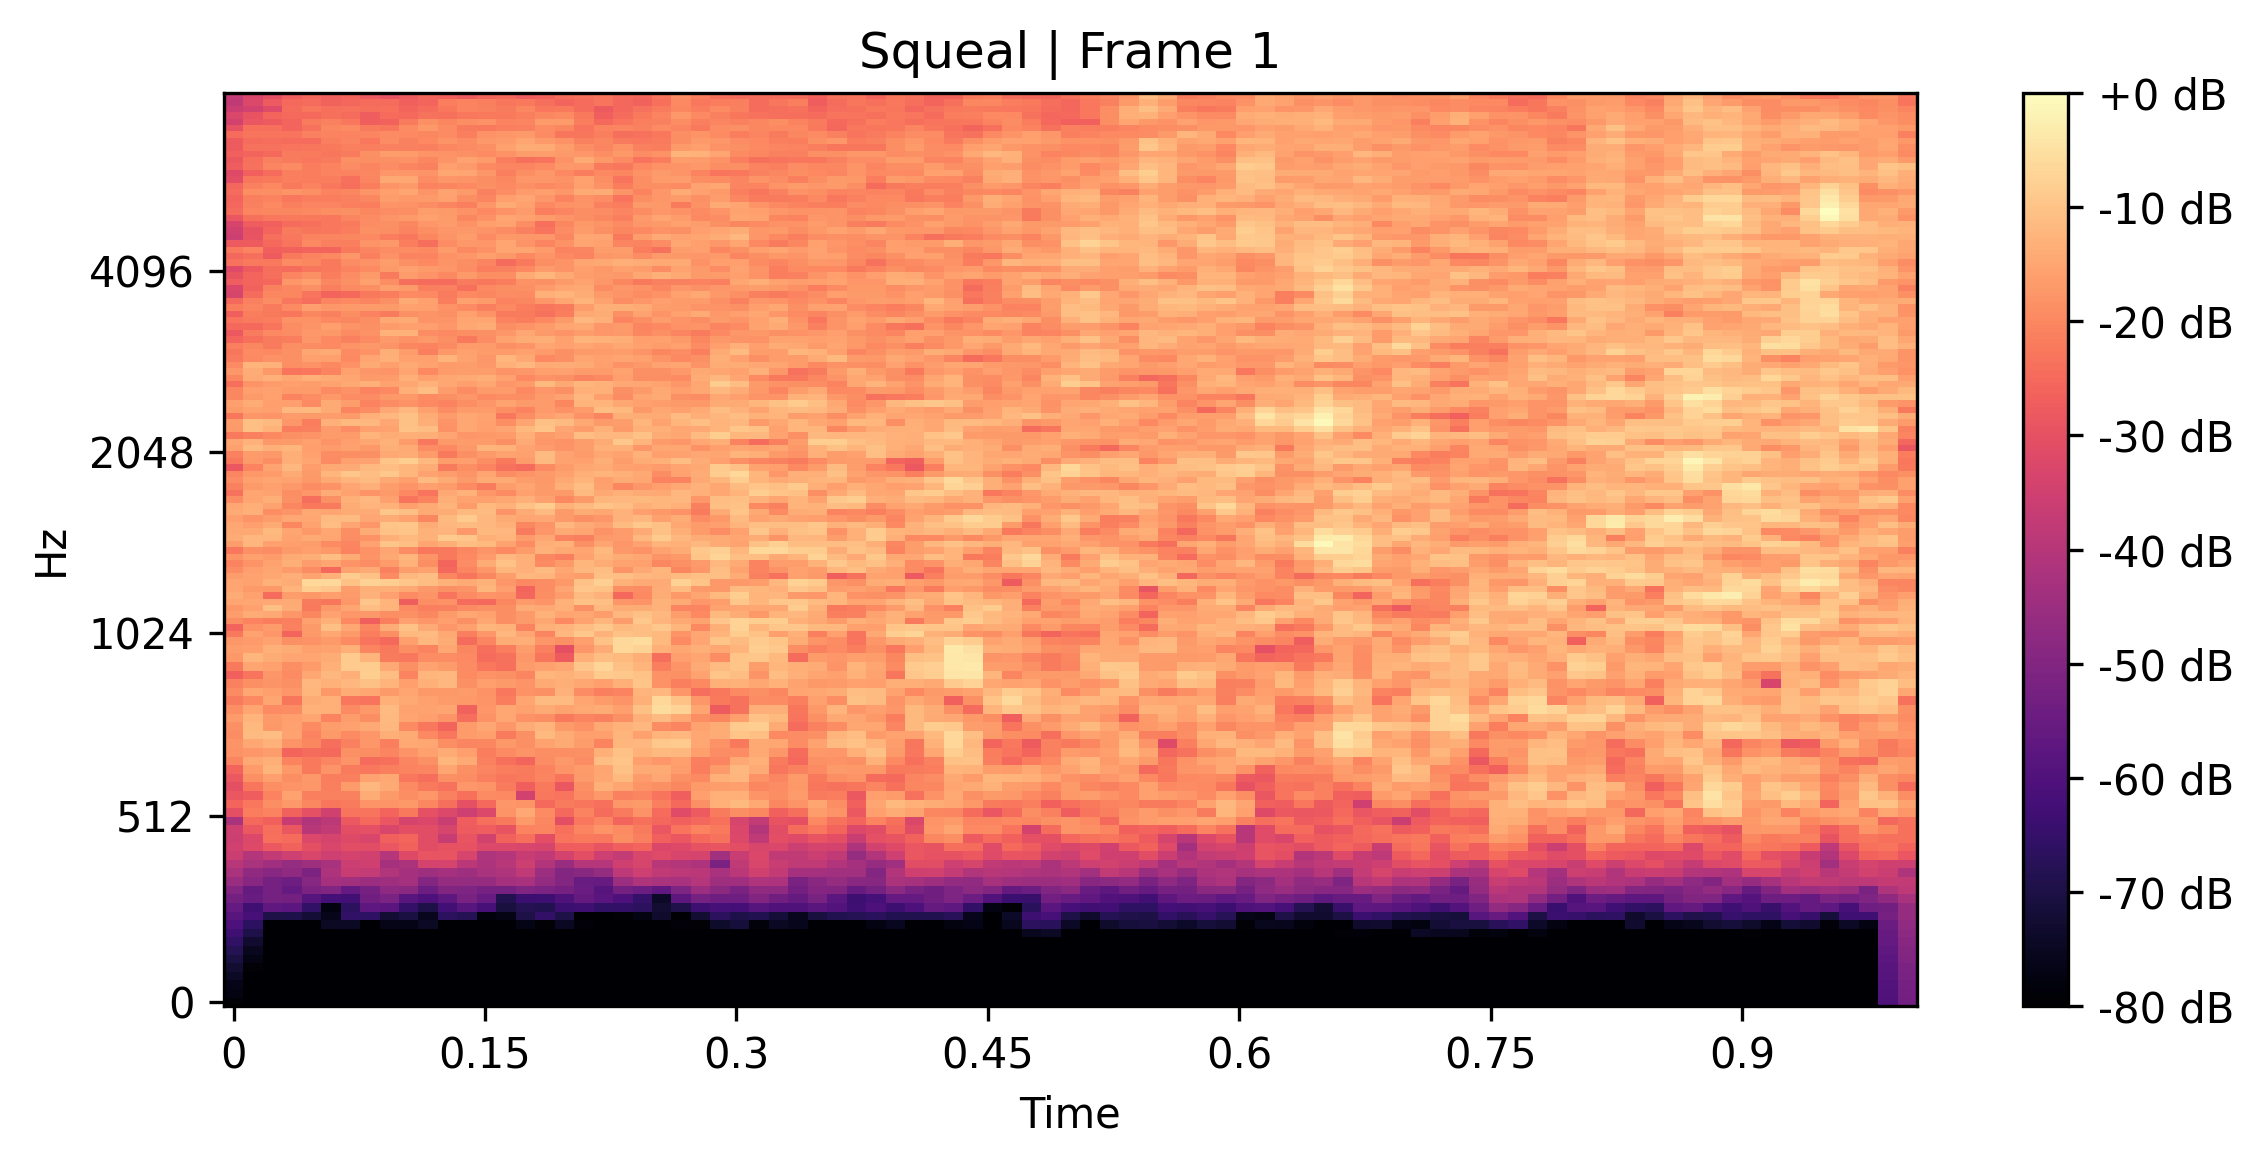 Squeal | Frame 1
+0 dB
-10 dB
-20 dB
-30 dB
-40 dB
-50 dB
-60 dB
-70 dB
-80 dB
Hz
4096
2048
1024
512
0
0 0.15 0.3 0.45 0.6 0.75 0.9
Time